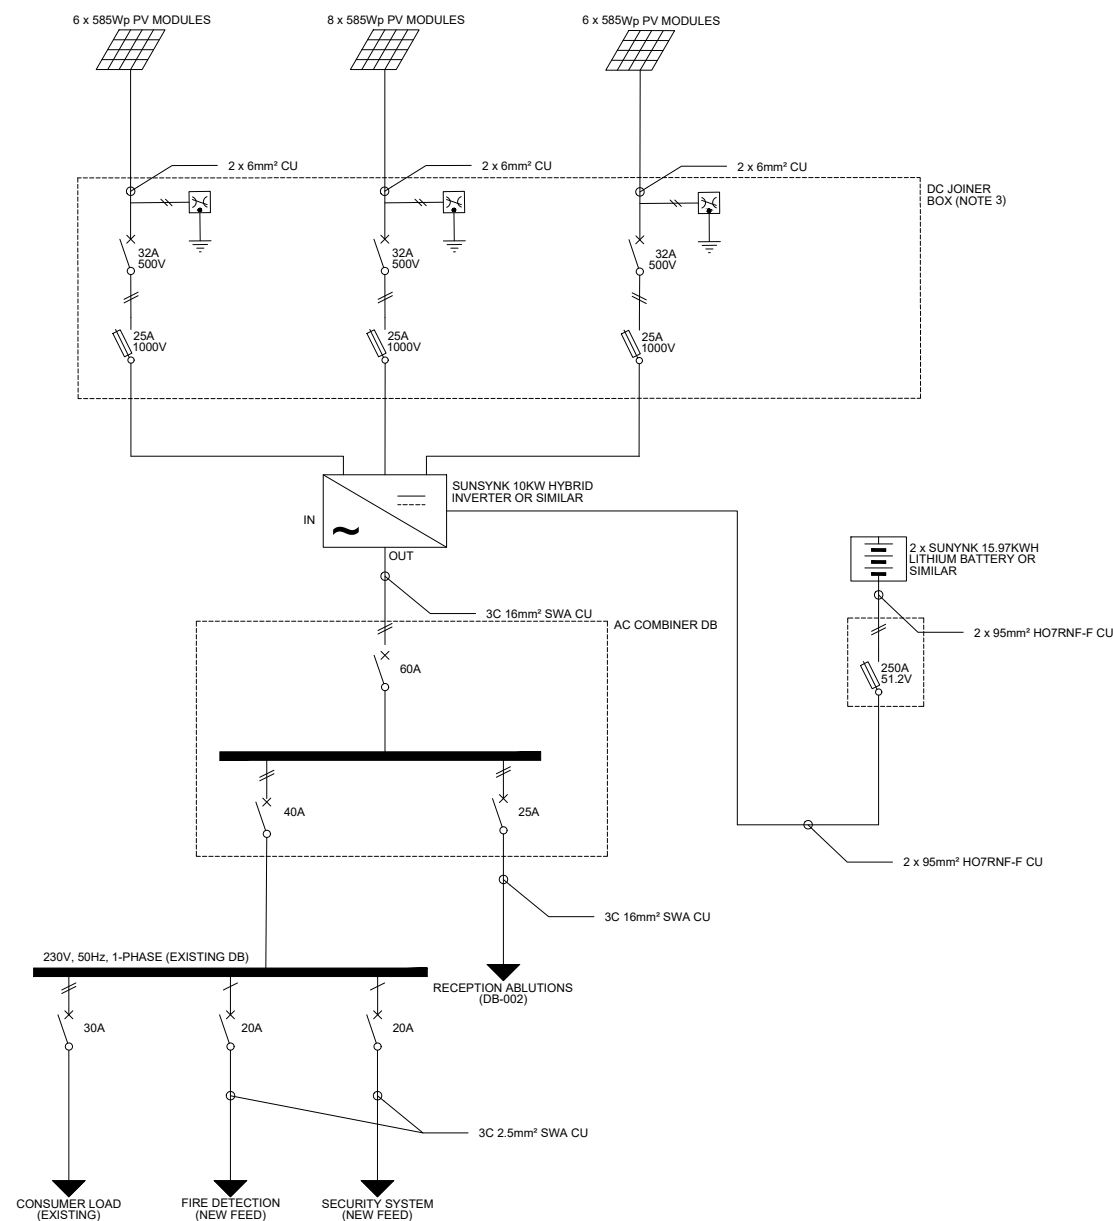 6 x 585Wp PV MODULES
8 x 585Wp PV MODULES
6 x 585Wp PV MODULES
2 x 6mm² CU
2 x 6mm² CU
2 x 6mm² CU
DC JOINER
BOX (NOTE 3)
32A
500V
32A
500V
32A
500V
25A
1000V
25A
1000V
25A
1000V
SUNSYNK 10KW HYBRID
INVERTER OR SIMILAR
IN
OUT
2 x SUNYNK 15.97KWH
LITHIUM BATTERY OR
SIMILAR
3C 16mm² SWA CU
AC COMBINER DB
2 x 95mm² HO7RNF-F CU
60A
250A
51.2V
40A
25A
2 x 95mm² HO7RNF-F CU
3C 16mm² SWA CU
230V, 50Hz, 1-PHASE (EXISTING DB)
RECEPTION ABLUTIONS
(DB-002)
30A
20A
20A
3C 2.5mm² SWA CU
CONSUMER LOAD
(EXISTING)
FIRE DETECTION
(NEW FEED)
SECURITY SYSTEM
(NEW FEED)